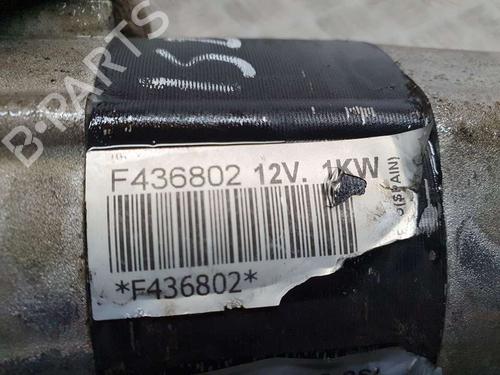 B-PARTS
F436802 12V. 1KW
(SPAIN)
*F436802*